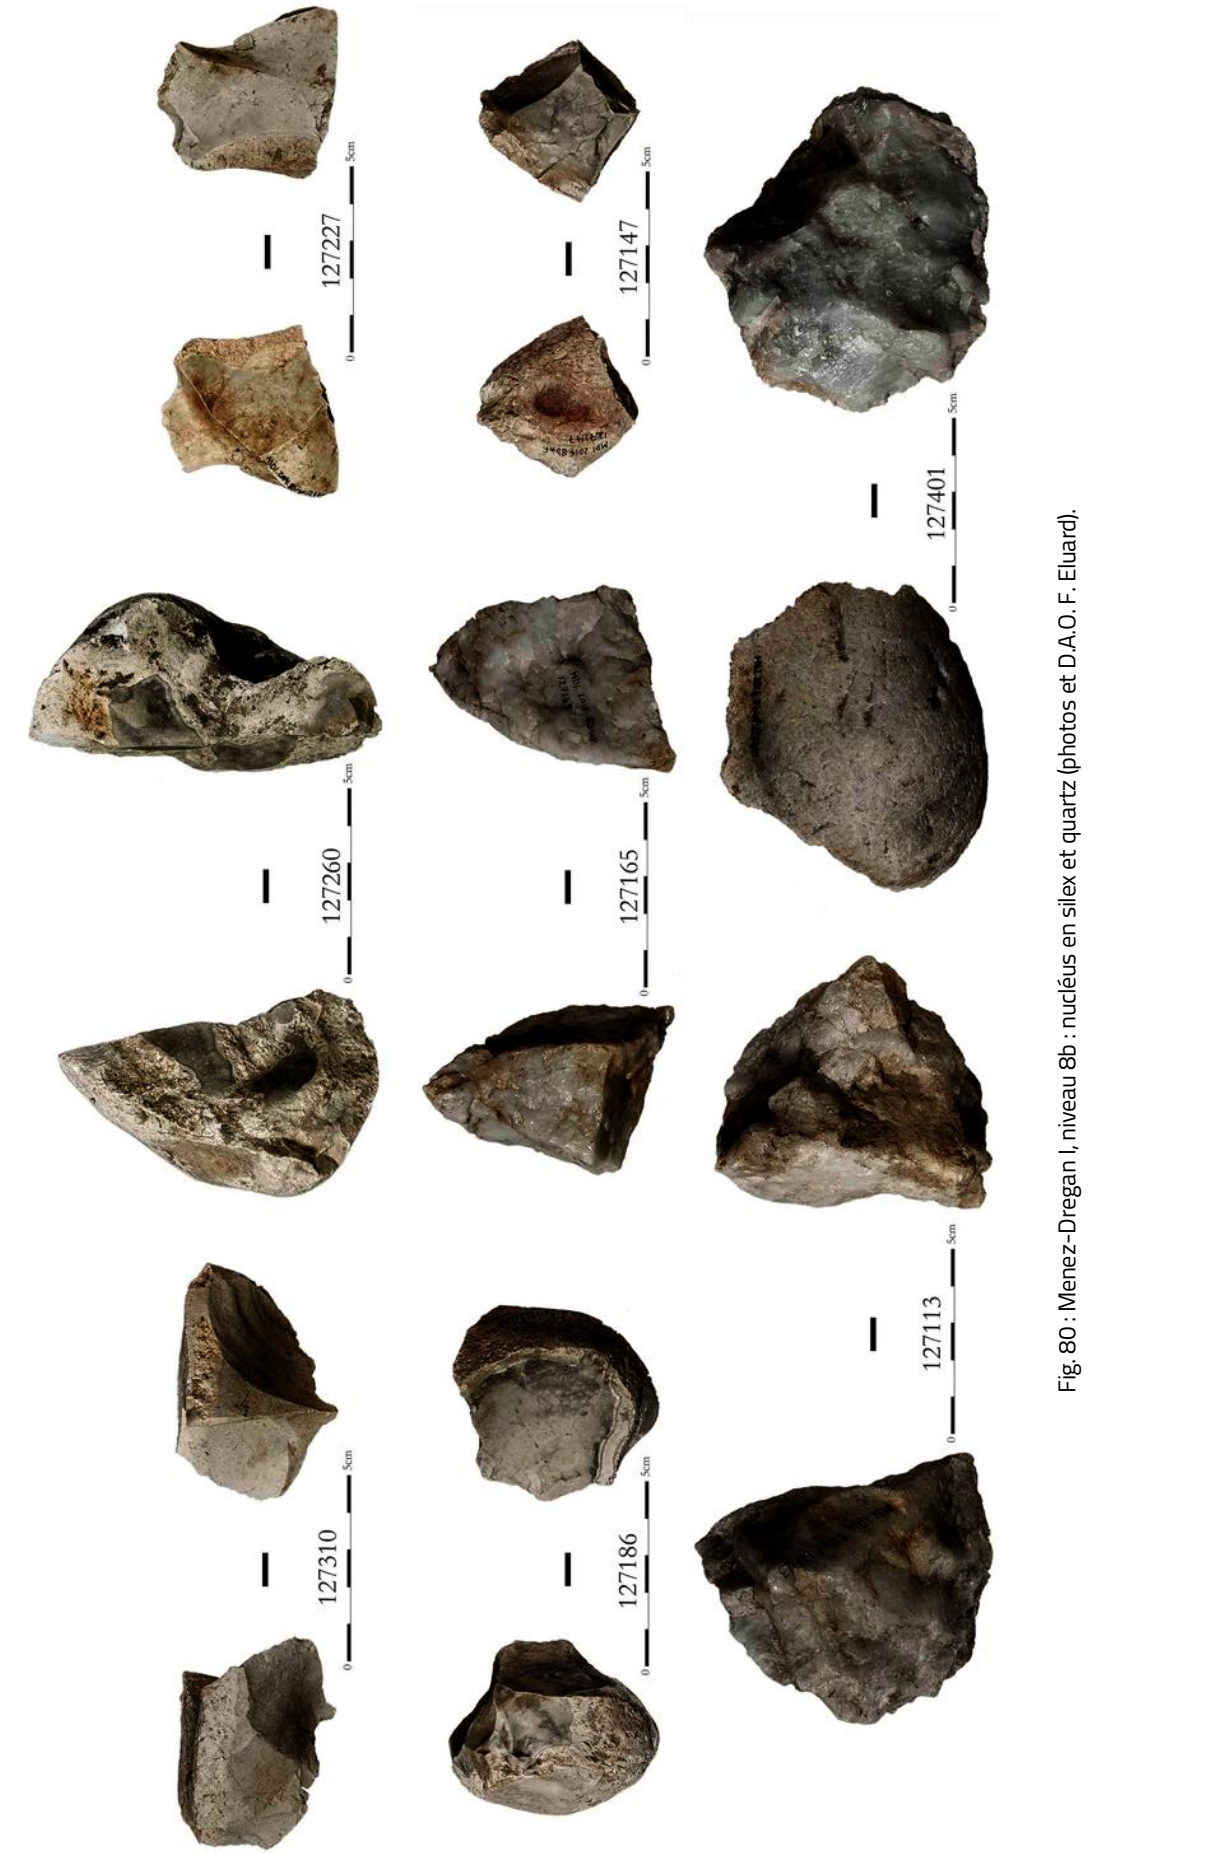 127310
0 5cm
127260
0 5cm
127227
0 5cm
127186
0 5cm
127165
0 5cm
127147
0 5cm
127113
0 5cm
127401
0 5cm
Fig. 80 : Menez-Dregan I, niveau 8b : nucléus en silex et quartz (photos et D.A.O. F. Eluard).